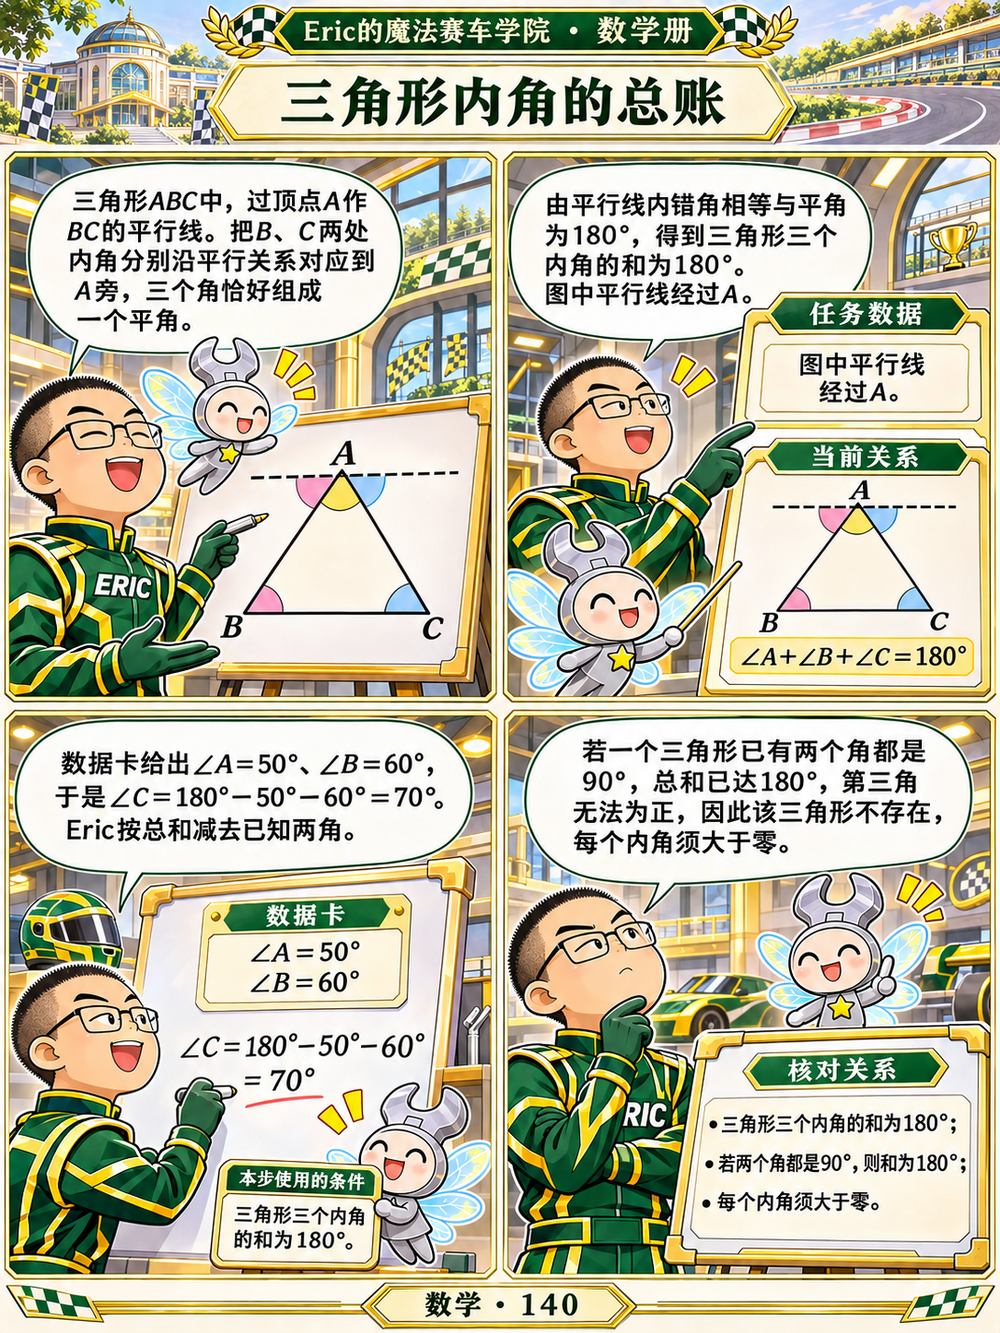 Eric的魔法赛车学院 · 数学册
三角形内角的总账
三角形ABC中，过顶点A作
BC的平行线。把B、C两处
内角分别沿平行关系对应到
A旁，三个角恰好组成
一个平角。
ERIC
A
B
C
由平行线内错角相等与平角
为180°，得到三角形三个
内角的和为180°。
图中平行线经过A。
任务数据
图中平行线
经过A。
当前关系
A
B
C
∠A+∠B+∠C=180°
数据卡给出∠A=50°、∠B=60°，
于是∠C=180°−50°−60°=70°。
Eric按总和减去已知两角。
数据卡
∠A=50°
∠B=60°
∠C=180°−50°−60°
=70°
本步使用的条件
三角形三个内角
的和为180°。
若一个三角形已有两个角都是
90°，总和已达180°，第三角
无法为正，因此该三角形不存在，
每个内角须大于零。
RIC
核对关系
•三角形三个内角的和为180°；
•若两个角都是90°，则和为180°；
•每个内角须大于零。
数学 · 140